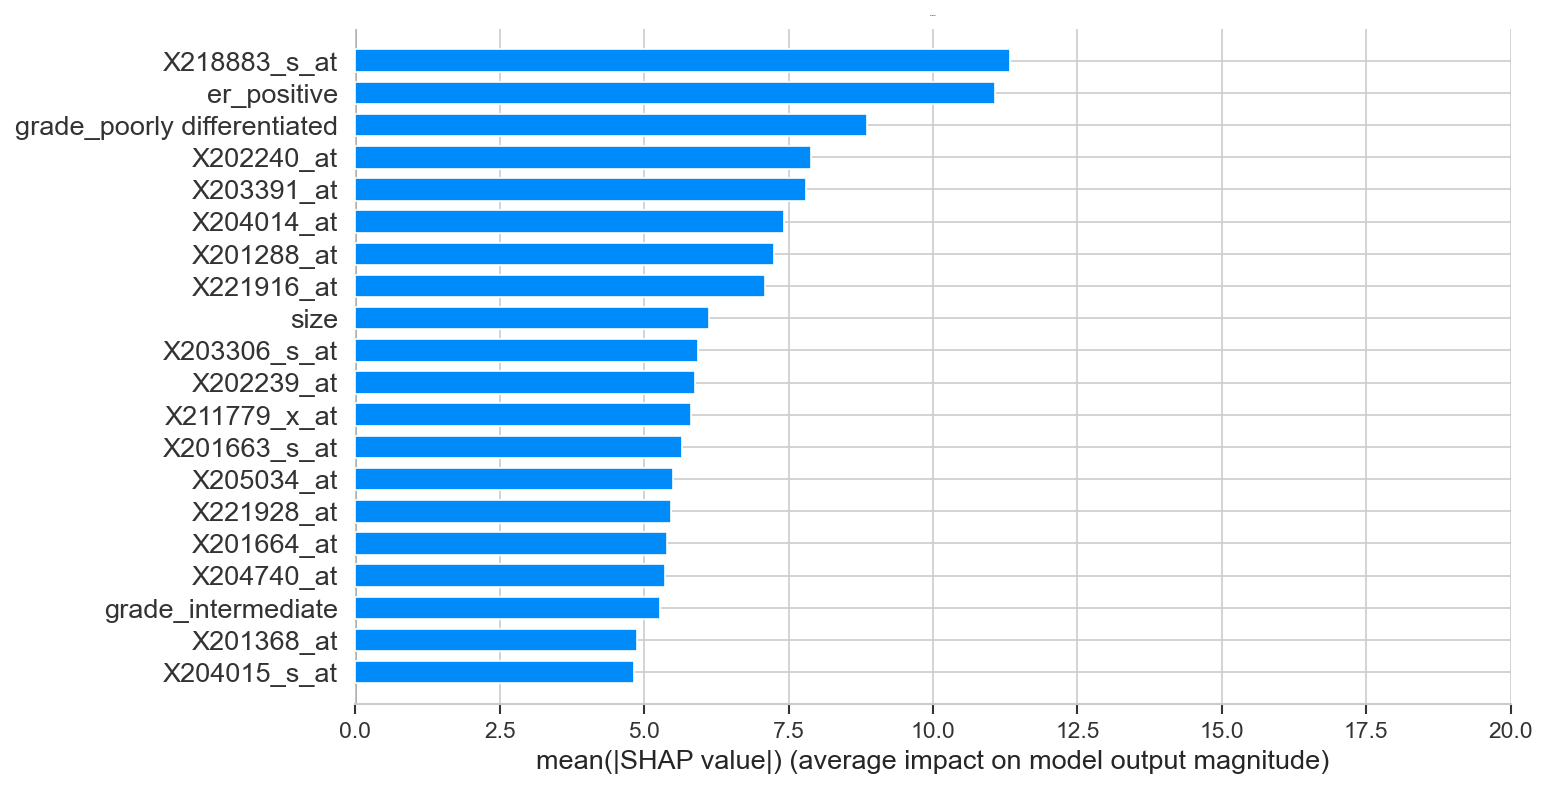 X218883_s_at
er_positive
grade_poorly differentiated
X202240_at
X203391_at
X204014_at
X201288_at
X221916_at
size
X203306_s_at
X202239_at
X211779_x_at
X201663_s_at
X205034_at
X221928_at
X201664_at
X204740_at
grade_intermediate
X201368_at
X204015_s_at
0.0 2.5 5.0 7.5 10.0 12.5 15.0 17.5 20.0
mean(|SHAP value|) (average impact on model output magnitude)